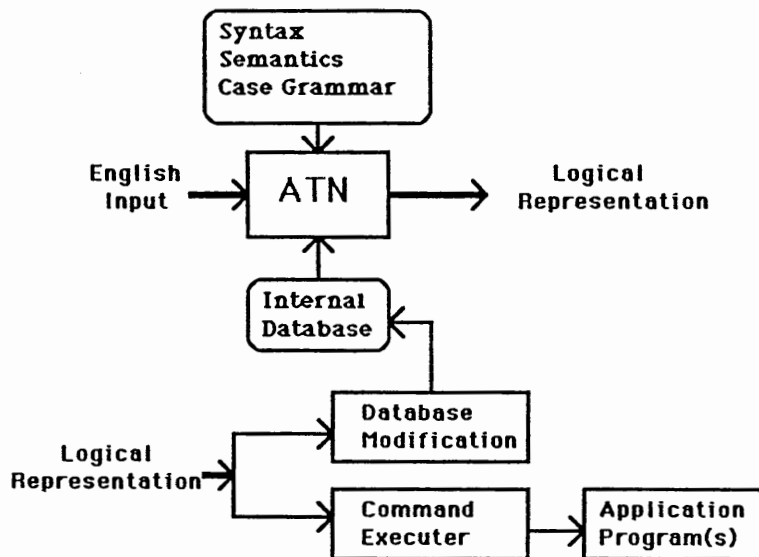 Syntax
Semantics
Case Grammar
English
Input
ATN
Logical
Representation
Internal
Database
Database
Modification
Logical
Representation
Command
Executer
Application
Program(s)